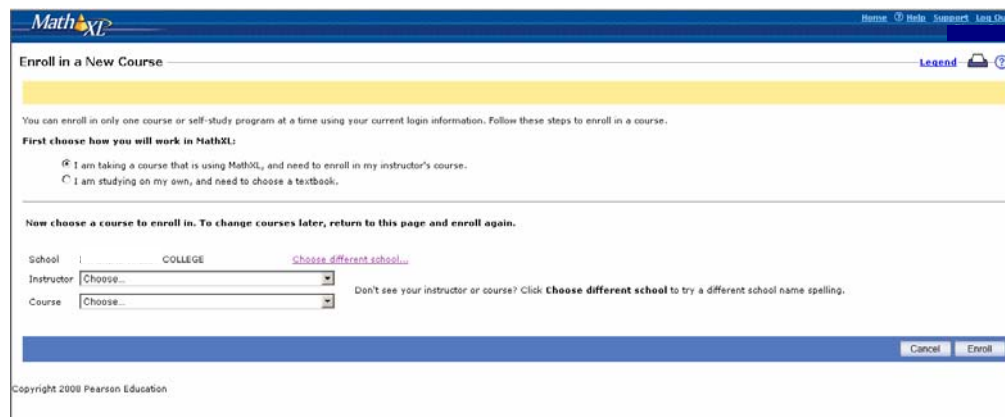 MathXL
Home ? Help Support Log Ou
Enroll in a New Course
Legend ?
You can enroll in only one course or self-study program at a time using your current login information. Follow these steps to enroll in a course.
First choose how you will work in MathXL:
I am taking a course that is using MathXL, and need to enroll in my instructor's course.
I am studying on my own, and need to choose a textbook.
Now choose a course to enroll in. To change courses later, return to this page and enroll again.
School COLLEGE Choose different school...
Instructor Choose...
Don't see your instructor or course? Click Choose different school to try a different school name spelling.
Course Choose...
Cancel Enroll
Copyright 2008 Pearson Education